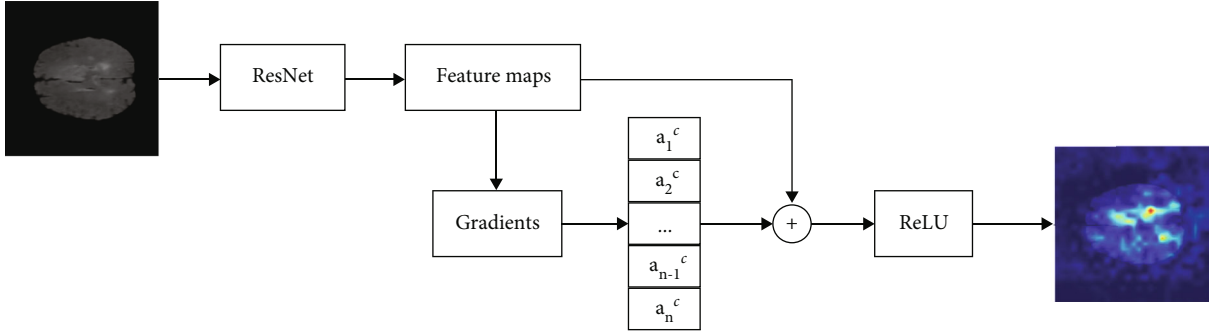 ResNet
Feature maps
Gradients
a₁ᶜ
a₂ᶜ
...
aₙ₋₁ᶜ
aₙᶜ
+
ReLU